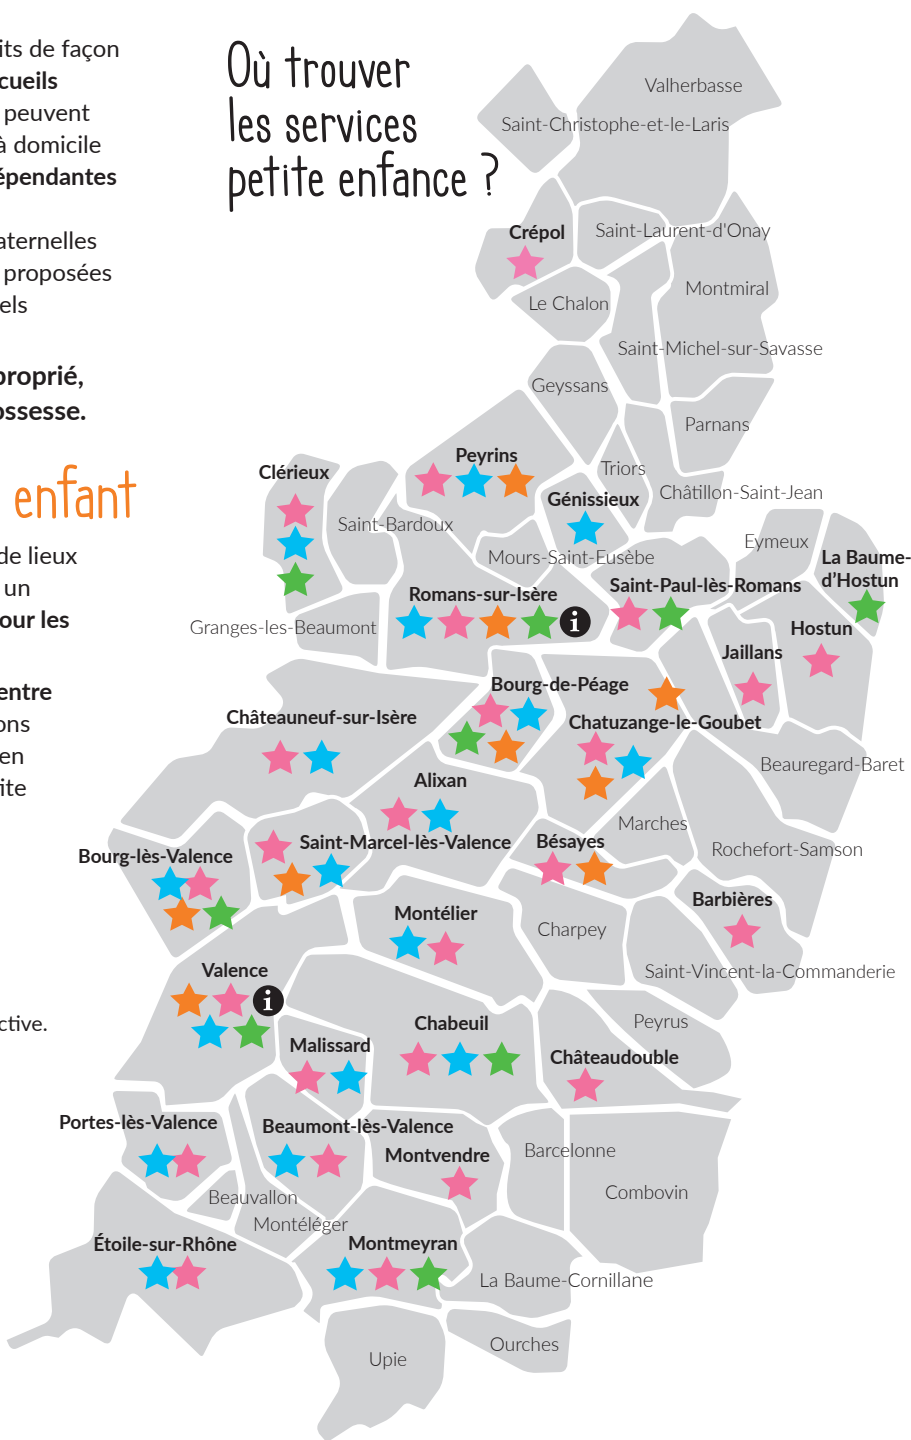 its de façon
cueils
peuvent
à domicile
épendantes
aternelles
proposées
els
proprié,
ossesse.
enfant
de lieux
un
our les
entre
ons
en
ite
ctive.
Où trouver
les services
petite enfance ?
Valherbasse
Saint-Christophe-et-le-Laris
Crépol
Saint-Laurent-d'Onay
Montmiral
Le Chalon
Saint-Michel-sur-Savasse
Geyssans
Parnans
Peyrins
Triors
Clérieux
Génissieux
Châtillon-Saint-Jean
Saint-Bardoux
Mours-Saint-Eusèbe
Eymeux
La Baume-
d'Hostun
Saint-Paul-lès-Romans
Romans-sur-Isère
i
Granges-les-Beaumont
Hostun
Jaillans
Bourg-de-Péage
Châteauneuf-sur-Isère
Chatuzange-le-Goubet
Beauregard-Baret
Alixan
Marches
Saint-Marcel-lès-Valence
Bésayes
Rochefort-Samson
Bourg-lès-Valence
Barbières
Montélier
Charpey
Valence
i
Saint-Vincent-la-Commanderie
Chabeuil
Peyrus
Malissard
Châteaudouble
Portes-lès-Valence
Beaumont-lès-Valence
Montvendre
Barcelonne
Combovin
Beauvallon
Montéléger
Étoile-sur-Rhône
Montmeyran
La Baume-Cornillane
Ourches
Upie